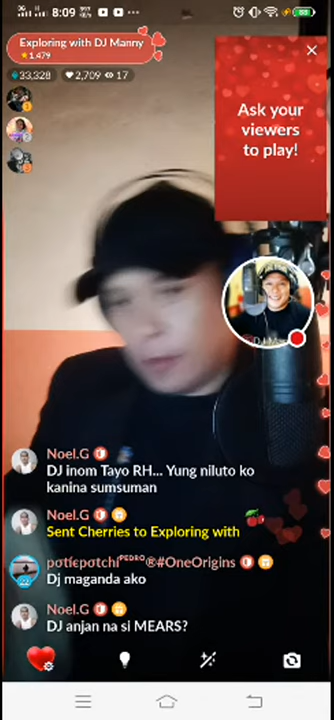 8:09
Exploring with DJ Manny
1,479
33,328 2,709 17
Ask your
viewers
to play!
Noel.G
DJ inom Tayo RH... Yung niluto ko
kanina sumsuman
Noel.G
Sent Cherries to Exploring with
pσtíєpσtchíᴾᴱᴰᴿᴼ®#OneOrigins
Dj maganda ako
Noel.G
DJ anjan na si MEARS?